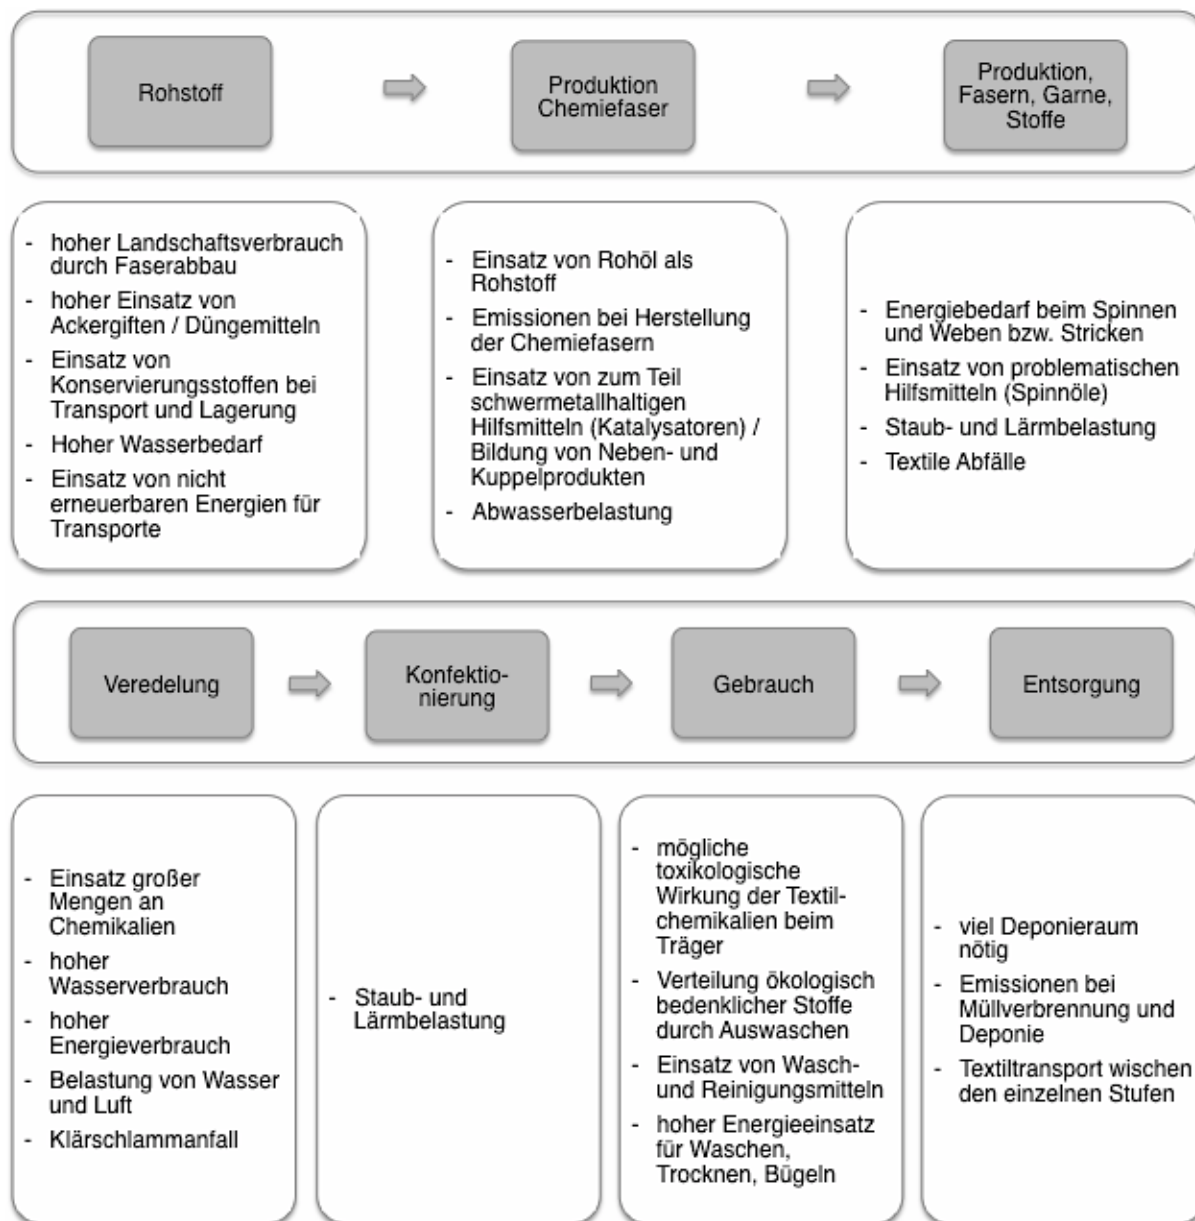 Rohstoff
Produktion
Chemiefaser
Produktion,
Fasern, Garne,
Stoffe
- hoher Landschaftsverbrauch
durch Faserabbau
- hoher Einsatz von
Ackergiften / Düngemitteln
- Einsatz von
Konservierungsstoffen bei
Transport und Lagerung
- Hoher Wasserbedarf
- Einsatz von nicht
erneuerbaren Energien für
Transporte
- Einsatz von Rohöl als
Rohstoff
- Emissionen bei Herstellung
der Chemiefasern
- Einsatz von zum Teil
schwermetallhaltigen
Hilfsmitteln (Katalysatoren) /
Bildung von Neben- und
Kuppelprodukten
- Abwasserbelastung
- Energiebedarf beim Spinnen
und Weben bzw. Stricken
- Einsatz von problematischen
Hilfsmitteln (Spinnöle)
- Staub- und Lärmbelastung
- Textile Abfälle
Veredelung
Konfektio-
nierung
Gebrauch
Entsorgung
- Einsatz großer
Mengen an
Chemikalien
- hoher
Wasserverbrauch
- hoher
Energieverbrauch
- Belastung von Wasser
und Luft
- Klärschlammanfall
- Staub- und
Lärmbelastung
- mögliche
toxikologische
Wirkung der Textil-
chemikalien beim
Träger
- Verteilung ökologisch
bedenklicher Stoffe
durch Auswaschen
- Einsatz von Wasch-
und Reinigungsmitteln
- hoher Energieeinsatz
für Waschen,
Trocknen, Bügeln
- viel Deponieraum
nötig
- Emissionen bei
Müllverbrennung und
Deponie
- Textiltransport wischen
den einzelnen Stufen